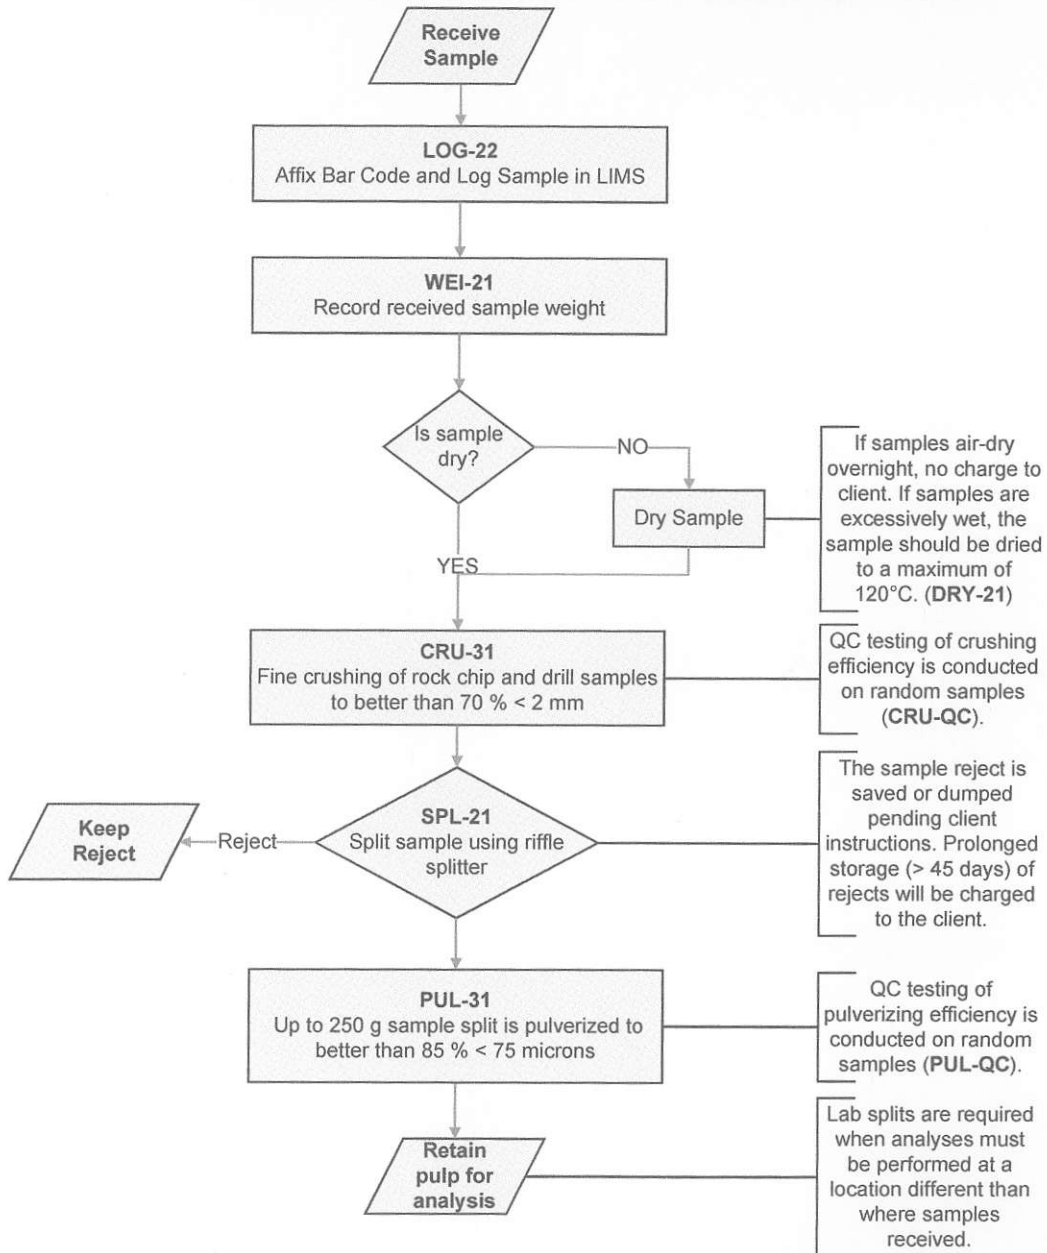 Receive
Sample
LOG-22
Affix Bar Code and Log Sample in LIMS
WEI-21
Record received sample weight
Is sample
dry?
NO
Dry Sample
If samples air-dry
overnight, no charge to
client. If samples are
excessively wet, the
sample should be dried
to a maximum of
120°C. (DRY-21)
YES
CRU-31
Fine crushing of rock chip and drill samples
to better than 70 % < 2 mm
QC testing of crushing
efficiency is conducted
on random samples
(CRU-QC).
SPL-21
Split sample using riffle
splitter
Reject
Keep
Reject
The sample reject is
saved or dumped
pending client
instructions. Prolonged
storage (> 45 days) of
rejects will be charged
to the client.
PUL-31
Up to 250 g sample split is pulverized to
better than 85 % < 75 microns
QC testing of
pulverizing efficiency is
conducted on random
samples (PUL-QC).
Retain
pulp for
analysis
Lab splits are required
when analyses must
be performed at a
location different than
where samples
received.